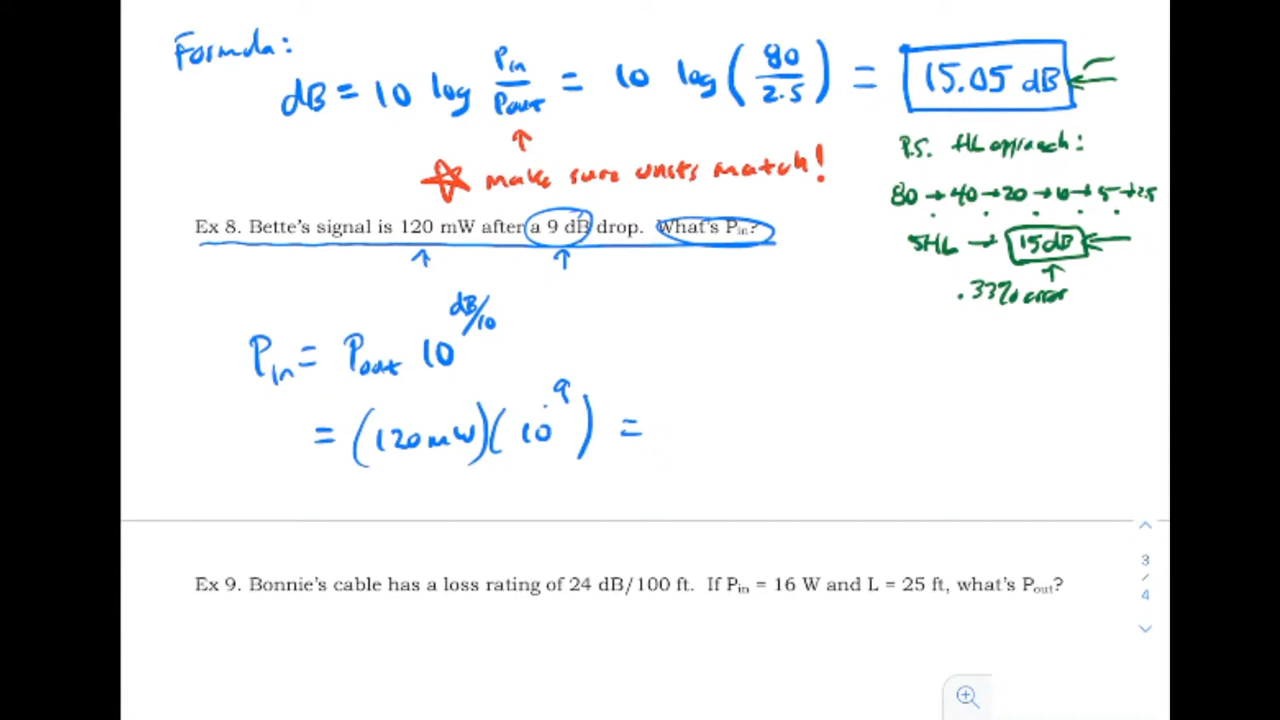 Formula:
dB = 10 log Pin/Pout = 10 log (80/2.5) = 15.05 dB
make sure units match!
P.S. HL approach:
80 → 40 → 20 → 10 → 5 → 2.5
5HL → 15dB
.33% error
Ex 8. Bette's signal is 120 mW after a 9 dB drop. What's Pin?
Pin = Pout 10^dB/10
= (120mW)(10^.9) =
Ex 9. Bonnie's cable has a loss rating of 24 dB/100 ft. If Pin = 16 W and L = 25 ft, what's Pout?
3
/
4